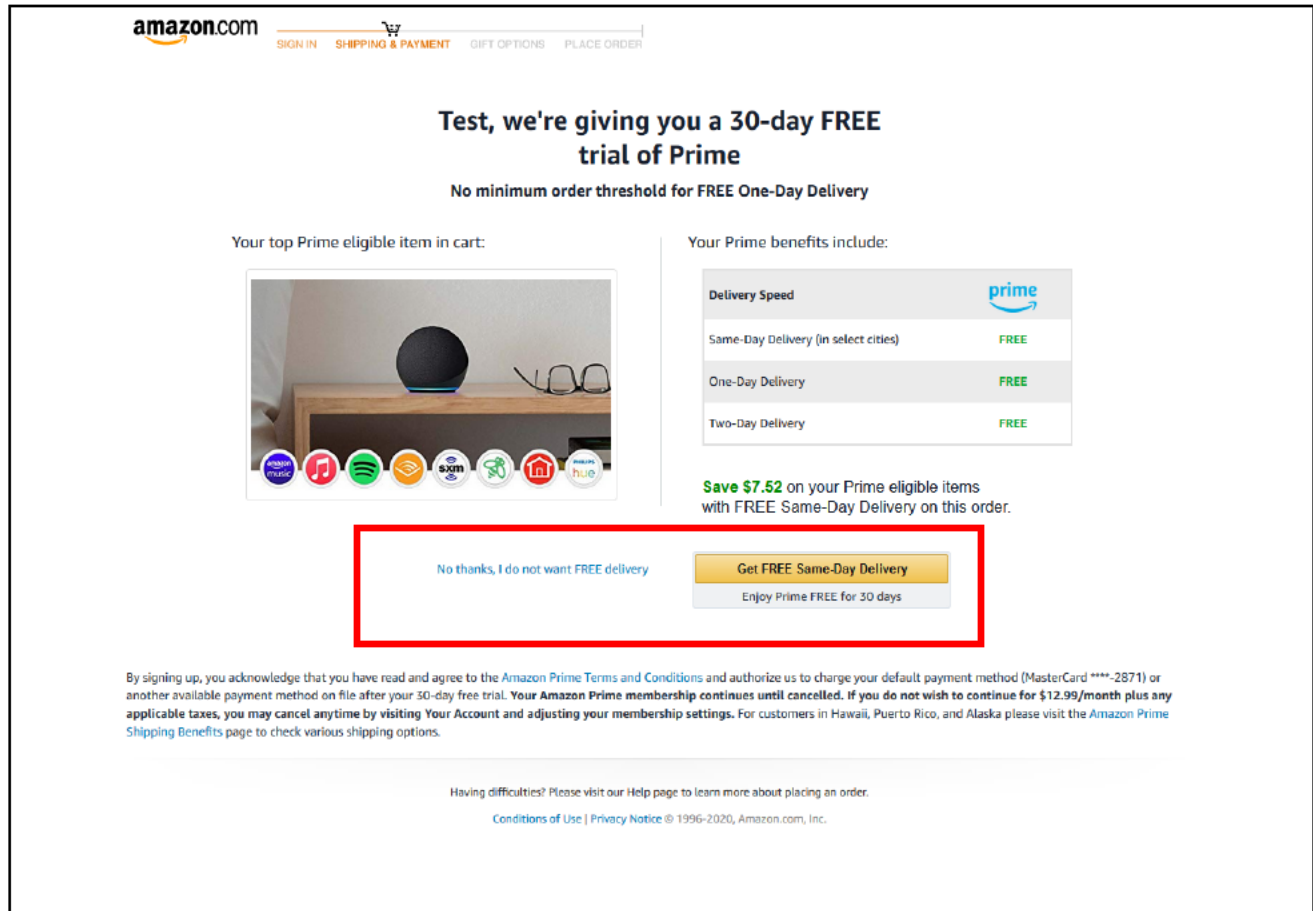 amazon.com
SIGN IN SHIPPING & PAYMENT GIFT OPTIONS PLACE ORDER
Test, we're giving you a 30-day FREE
trial of Prime
No minimum order threshold for FREE One-Day Delivery
Your top Prime eligible item in cart:
amazon music
sxm
PHILIPS hue
Your Prime benefits include:
Delivery Speed prime
Same-Day Delivery (in select cities) FREE
One-Day Delivery FREE
Two-Day Delivery FREE
Save $7.52 on your Prime eligible items
with FREE Same-Day Delivery on this order.
No thanks, I do not want FREE delivery
Get FREE Same-Day Delivery
Enjoy Prime FREE for 30 days
By signing up, you acknowledge that you have read and agree to the Amazon Prime Terms and Conditions and authorize us to charge your default payment method (MasterCard ****-2871) or
another available payment method on file after your 30-day free trial. Your Amazon Prime membership continues until cancelled. If you do not wish to continue for $12.99/month plus any
applicable taxes, you may cancel anytime by visiting Your Account and adjusting your membership settings. For customers in Hawaii, Puerto Rico, and Alaska please visit the Amazon Prime
Shipping Benefits page to check various shipping options.
Having difficulties? Please visit our Help page to learn more about placing an order.
Conditions of Use | Privacy Notice © 1996-2020, Amazon.com, Inc.